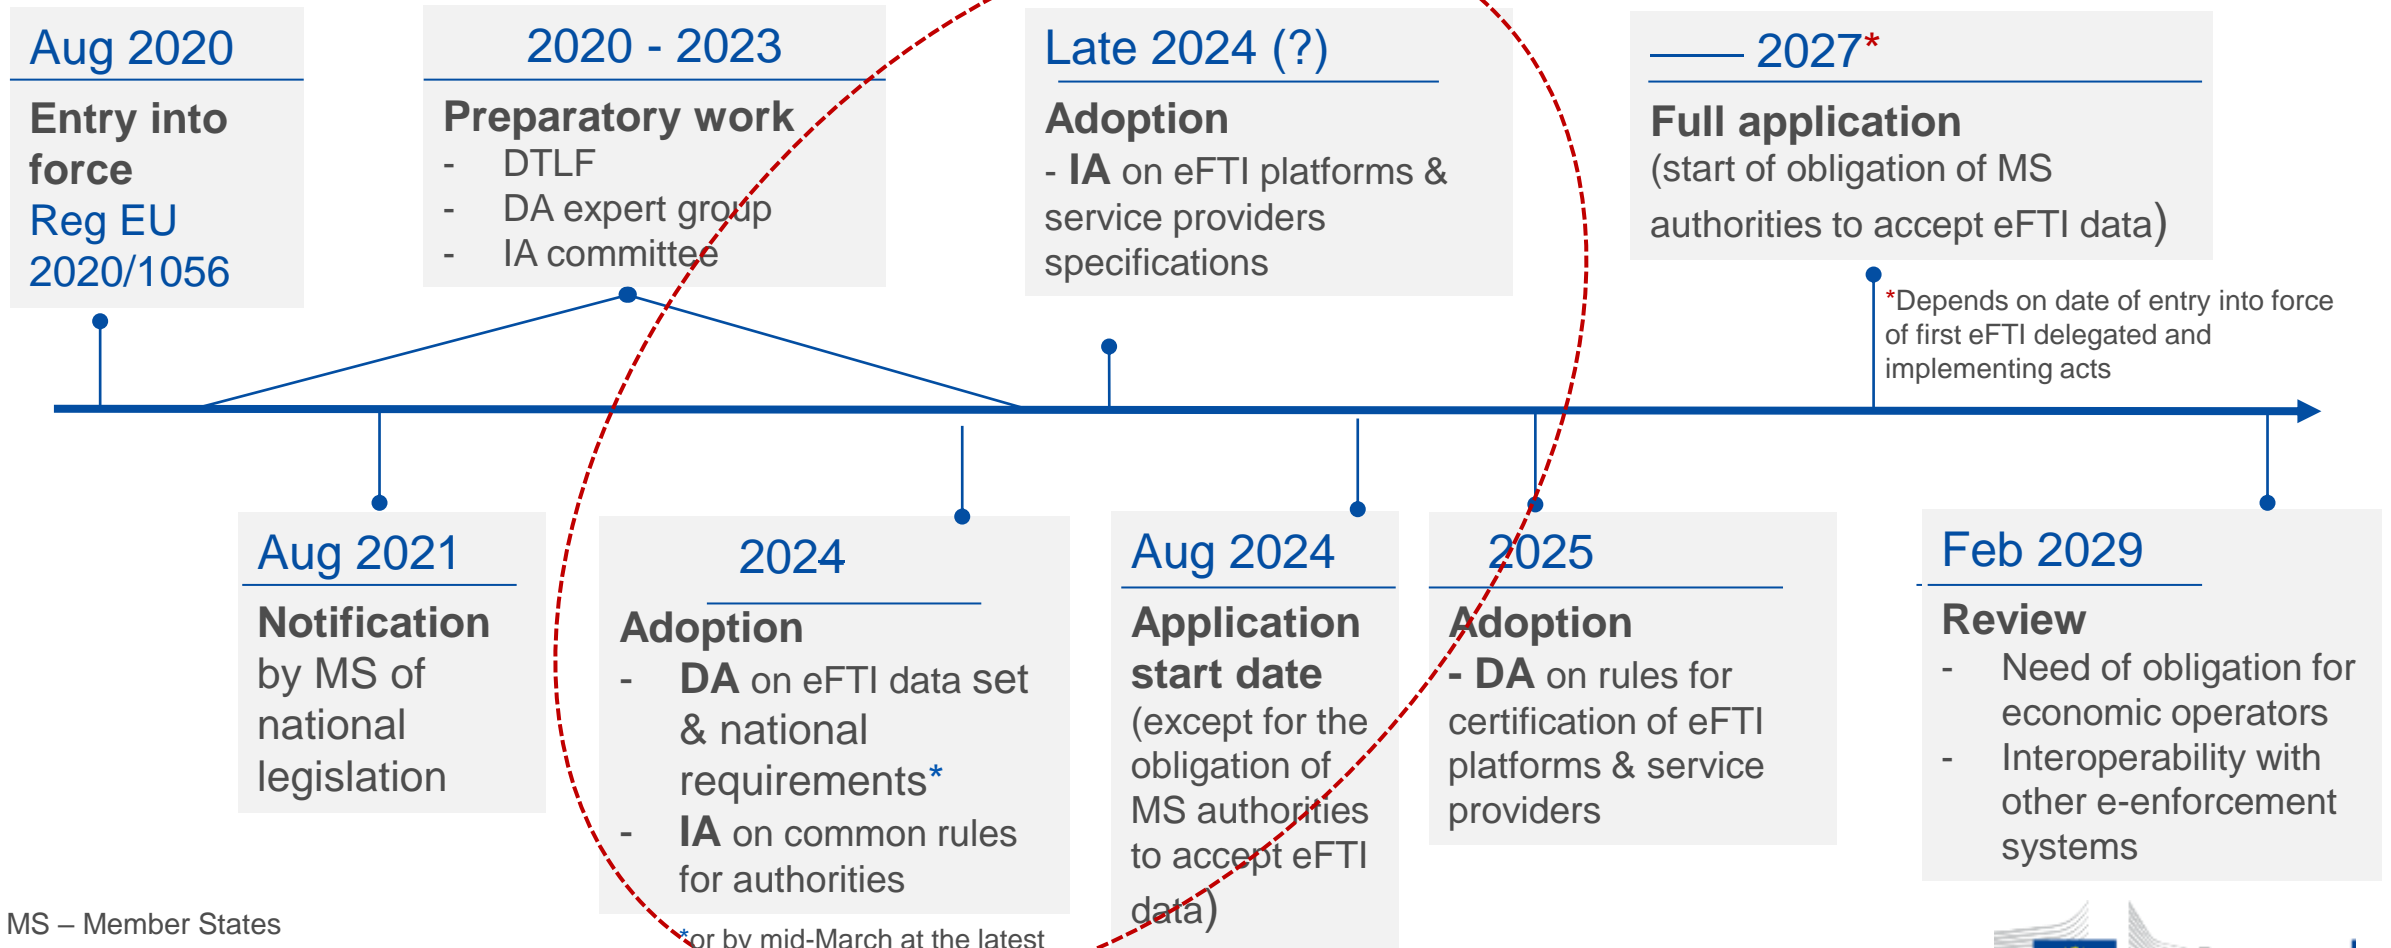 Aug 2020
Entry into
force
Reg EU
2020/1056
2020 - 2023
Preparatory work
- DTLF
- DA expert group
- IA committee
Late 2024 (?)
Adoption
- IA on eFTI platforms &
service providers
specifications
2027*
Full application
(start of obligation of MS
authorities to accept eFTI data)
*Depends on date of entry into force
of first eFTI delegated and
implementing acts
Aug 2021
Notification
by MS of
national
legislation
2024
Adoption
- DA on eFTI data set
& national
requirements*
- IA on common rules
for authorities
*or by mid-March at the latest
Aug 2024
Application
start date
(except for the
obligation of
MS authorities
to accept eFTI
data)
2025
Adoption
- DA on rules for
certification of eFTI
platforms & service
providers
Feb 2029
Review
- Need of obligation for
economic operators
- Interoperability with
other e-enforcement
systems
MS – Member States